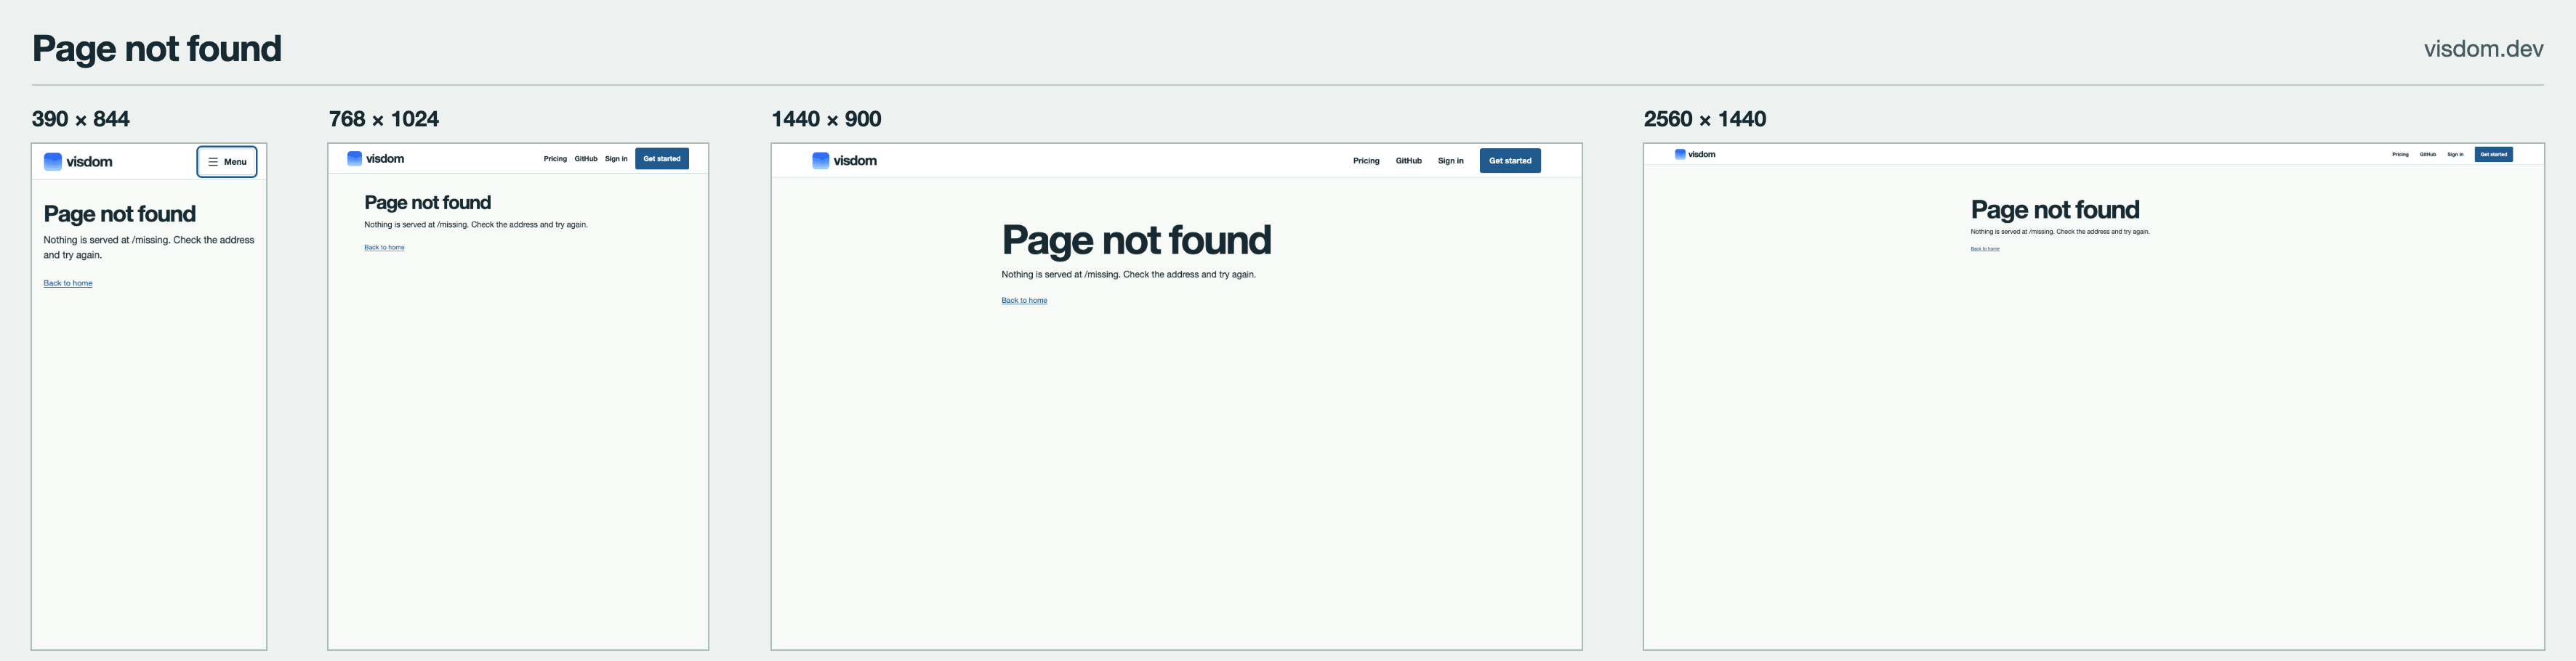 Page not found
visdom.dev
390 × 844
visdom
Menu
Page not found
Nothing is served at /missing. Check the address
and try again.
Back to home
768 × 1024
visdom
Pricing GitHub Sign in Get started
Page not found
Nothing is served at /missing. Check the address and try again.
Back to home
1440 × 900
visdom
Pricing GitHub Sign in Get started
Page not found
Nothing is served at /missing. Check the address and try again.
Back to home
2560 × 1440
visdom
Pricing GitHub Sign in Get started
Page not found
Nothing is served at /missing. Check the address and try again.
Back to home